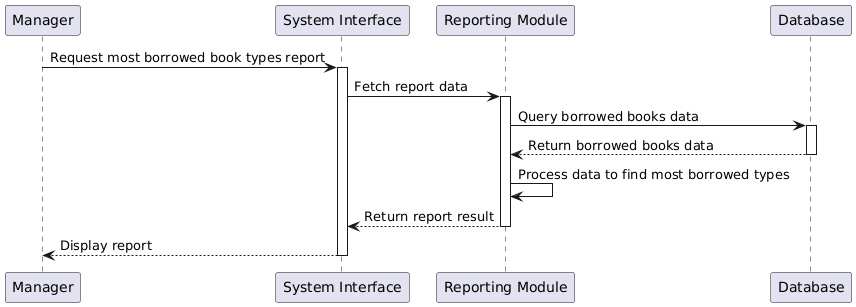 Manager
System Interface
Reporting Module
Database
Request most borrowed book types report
Fetch report data
Query borrowed books data
Return borrowed books data
Process data to find most borrowed types
Return report result
Display report
Manager
System Interface
Reporting Module
Database